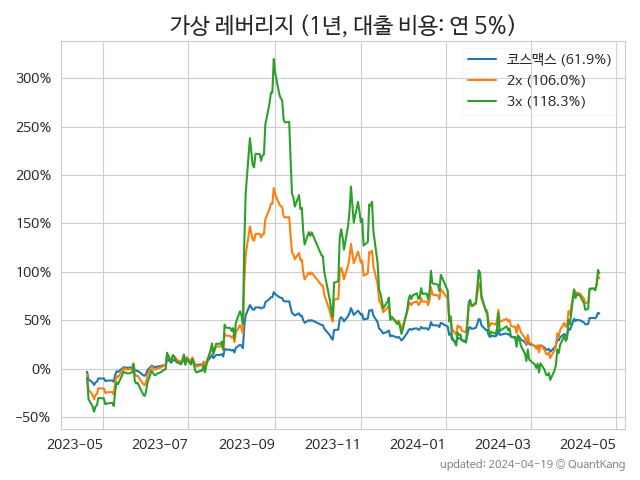 가상 레버리지 (1년, 대출 비용: 연 5%)
코스맥스 (61.9%)
2x (106.0%)
3x (118.3%)
300%
250%
200%
150%
100%
50%
0%
−50%
2023-05 2023-07 2023-09 2023-11 2024-01 2024-03 2024-05
updated: 2024-04-19 © QuantKang